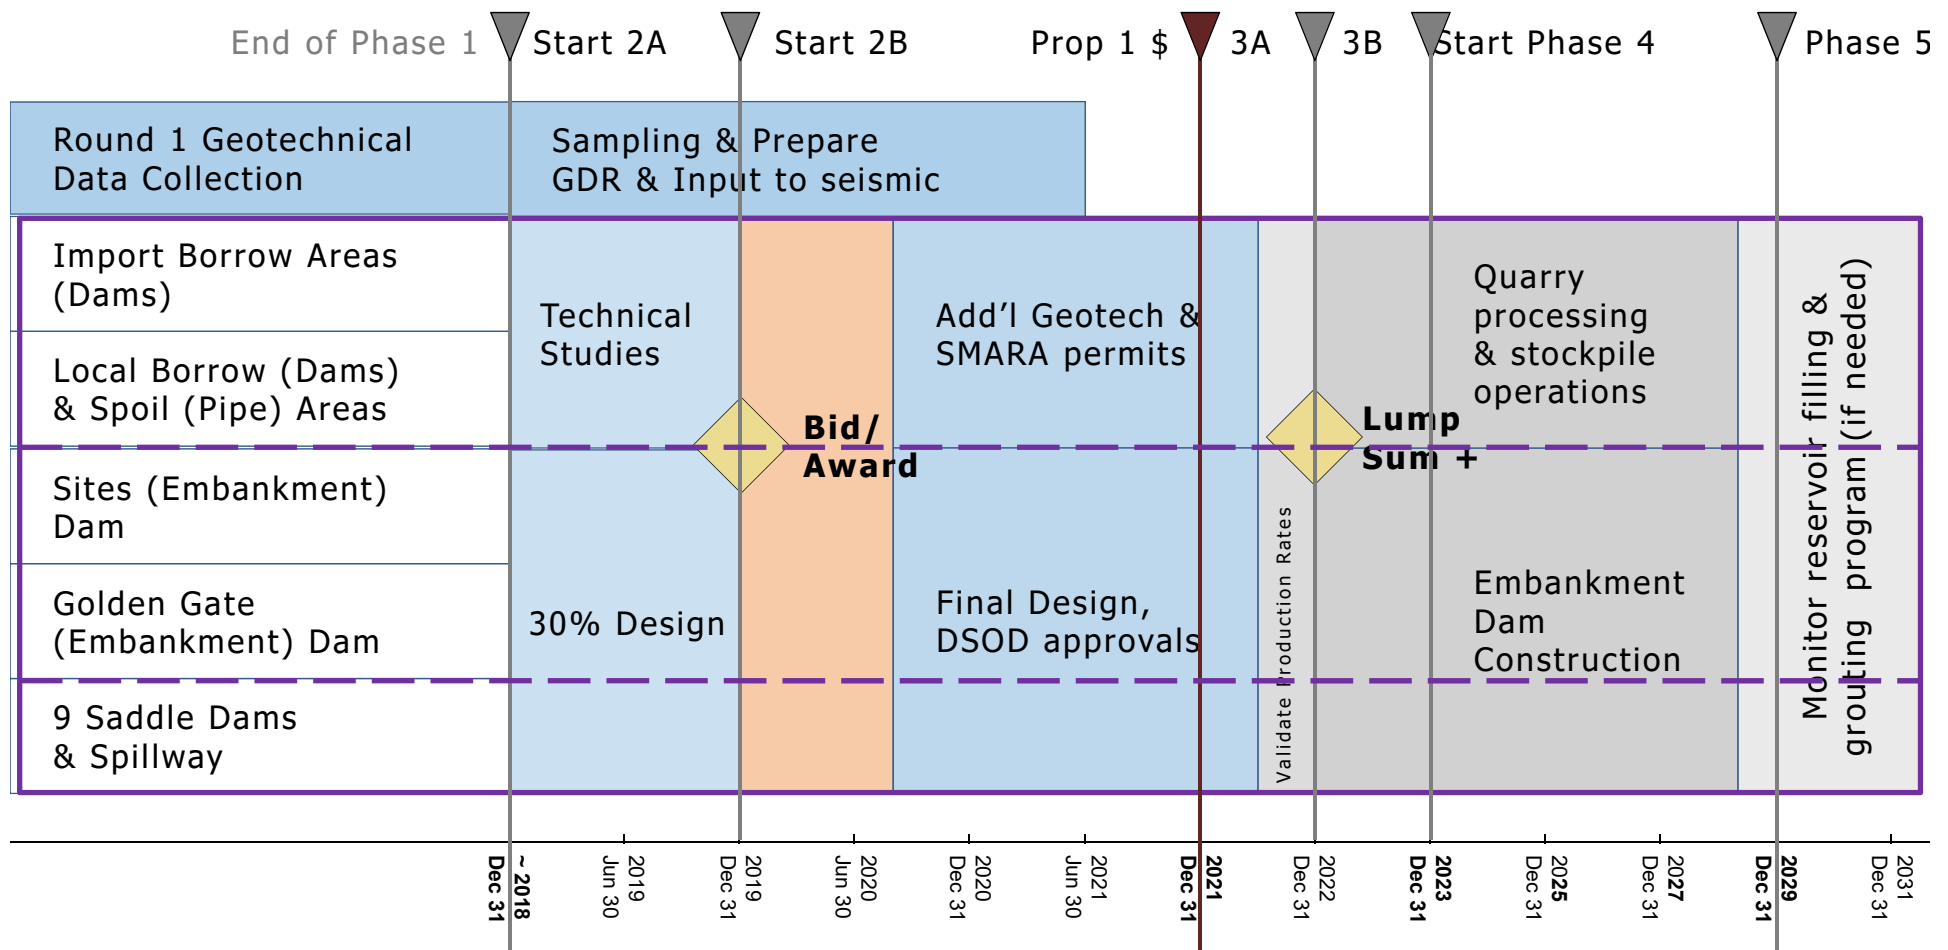 End of Phase 1
Start 2A
Start 2B
Prop 1 $
3A
3B
Start Phase 4
Phase 5
Round 1 Geotechnical
Data Collection
Sampling & Prepare
GDR & Input to seismic
Import Borrow Areas
(Dams)
Local Borrow (Dams)
& Spoil (Pipe) Areas
Sites (Embankment)
Dam
Golden Gate
(Embankment) Dam
9 Saddle Dams
& Spillway
Technical
Studies
30% Design
Bid/
Award
Add’l Geotech &
SMARA permits
Final Design,
DSOD approvals
Validate Production Rates
Lump
Sum +
Quarry
processing
& stockpile
operations
Embankment
Dam
Construction
Monitor reservoir filling &
grouting program (if needed)
~ 2018
Dec 31
2019
Jun 30
2019
Dec 31
2020
Jun 30
2020
Dec 31
2021
Jun 30
2021
Dec 31
2022
Dec 31
2023
Dec 31
2025
Dec 31
2027
Dec 31
2029
Dec 31
2031
Dec 31